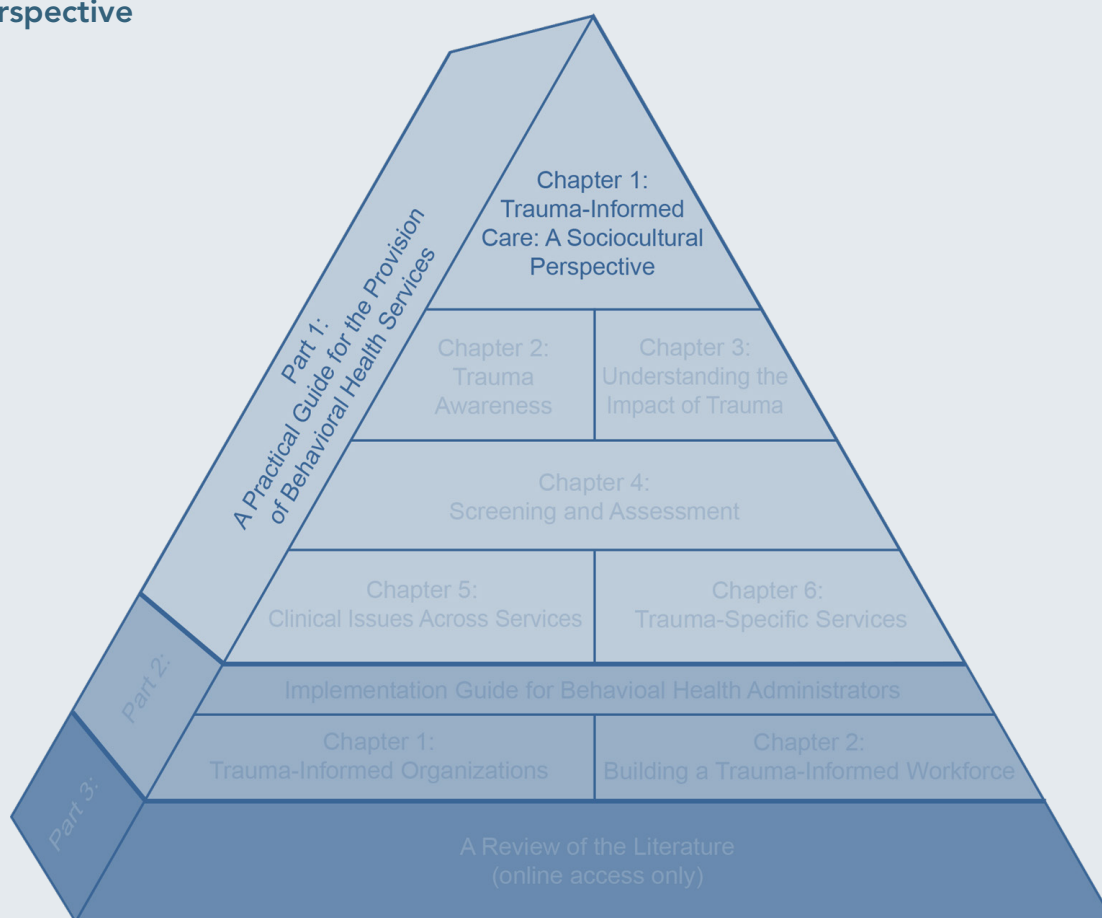 rspective
Chapter 1:
Trauma-Informed
Care: A Sociocultural
Perspective
Part 1:
A Practical Guide for the Provision
of Behavioral Health Services
Chapter 2:
Trauma
Awareness
Chapter 3:
Understanding the
Impact of Trauma
Chapter 4:
Screening and Assessment
Chapter 5:
Clinical Issues Across Services
Chapter 6:
Trauma-Specific Services
Part 2:
Implementation Guide for Behavioal Health Administrators
Chapter 1:
Trauma-Informed Organizations
Chapter 2:
Building a Trauma-Informed Workforce
Part 3:
A Review of the Literature
(online access only)